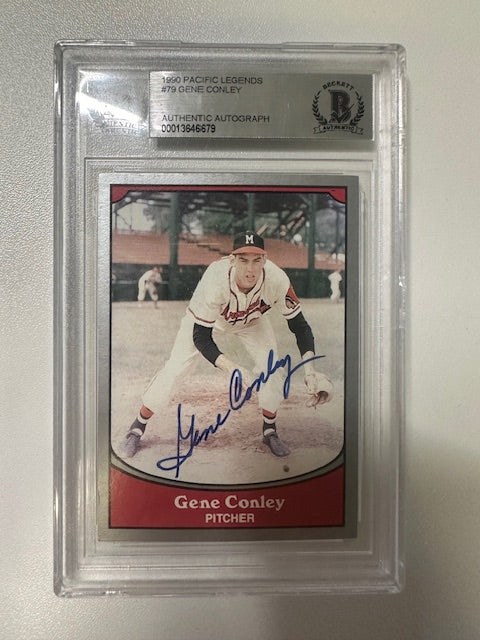 1990 PACIFIC LEGENDS
#79 GENE CONLEY
AUTHENTIC AUTOGRAPH
00013646679
BECKETT
B
AUTHENTIC
M
Gene Conley
Gene Conley
PITCHER